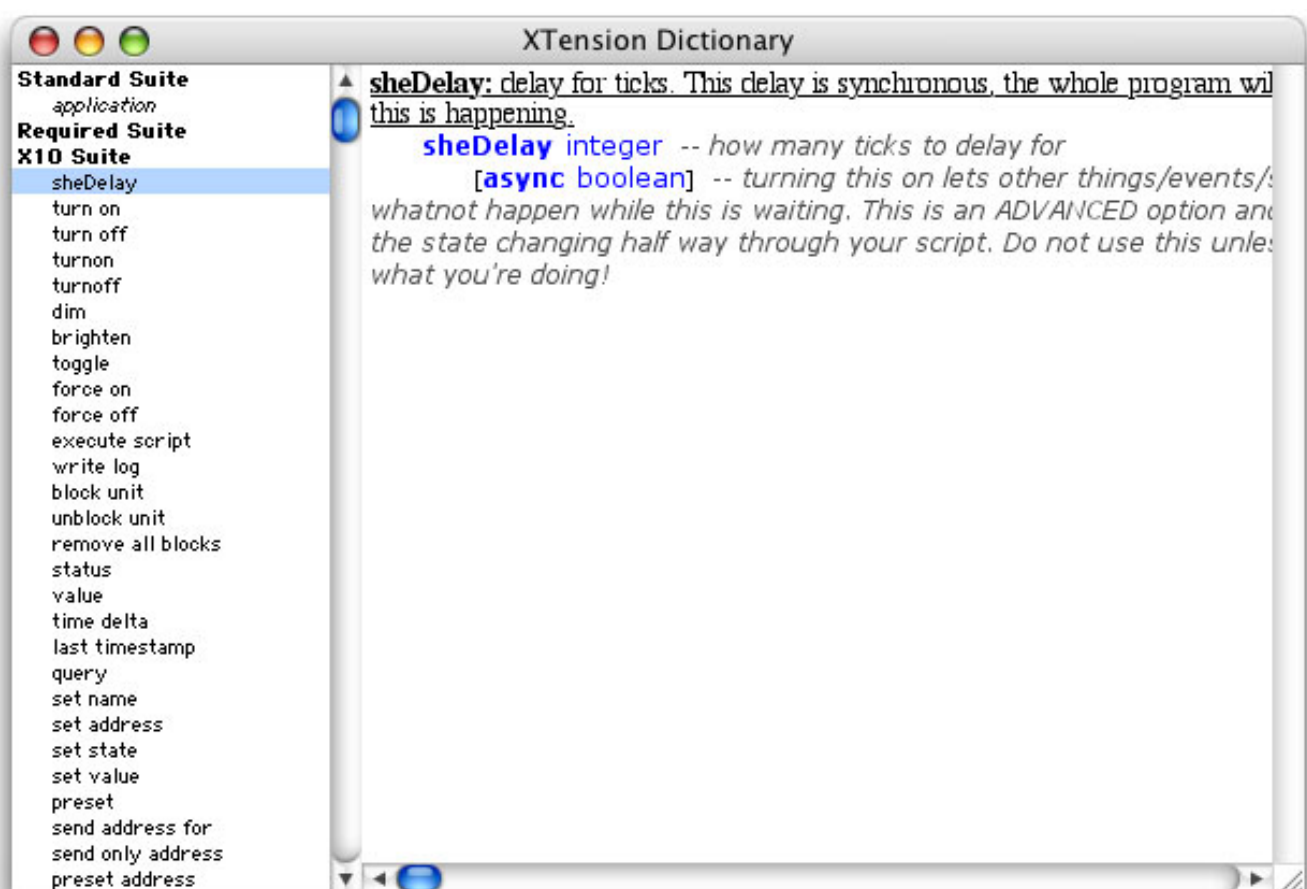 XTension Dictionary
Standard Suite
application
Required Suite
X10 Suite
sheDelay
turn on
turn off
turnon
turnoff
dim
brighten
toggle
force on
force off
execute script
write log
block unit
unblock unit
remove all blocks
status
value
time delta
last timestamp
query
set name
set address
set state
set value
preset
send address for
send only address
preset address
sheDelay: delay for ticks. This delay is synchronous, the whole program
this is happening.
sheDelay integer -- how many ticks to delay for
[async boolean] -- turning this on lets other things/events/
whatnot happen while this is waiting. This is an ADVANCED option
the state changing half way through your script. Do not use this
what you're doing!